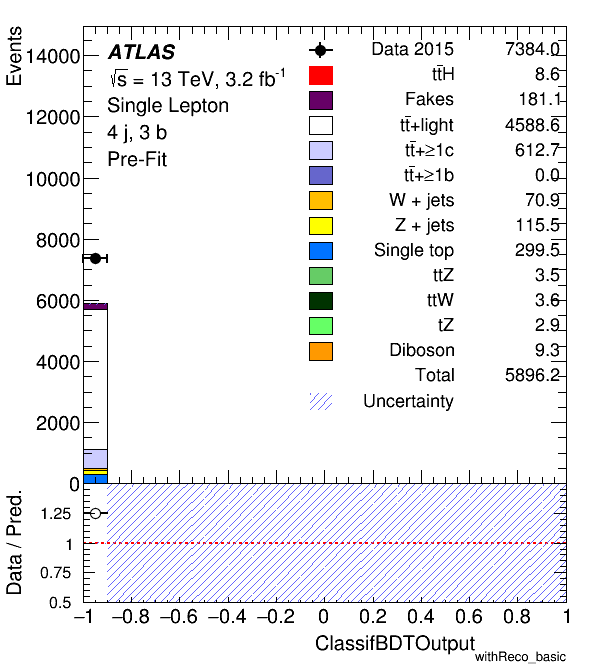 Events
14000
12000
10000
8000
6000
4000
2000
0
ATLAS
√s = 13 TeV, 3.2 fb⁻¹
Single Lepton
4 j, 3 b
Pre-Fit
Data 2015 7384.0
tt̄H 8.6
Fakes 181.1
tt̄+light 4588.6
tt̄+≥1c 612.7
tt̄+≥1b 0.0
W + jets 70.9
Z + jets 115.5
Single top 299.5
ttZ 3.5
ttW 3.6
tZ 2.9
Diboson 9.3
Total 5896.2
Uncertainty
Data / Pred.
1.25
1
0.75
0.5
−1 −0.8 −0.6 −0.4 −0.2 0 0.2 0.4 0.6 0.8 1
ClassifBDTOutput
withReco_basic